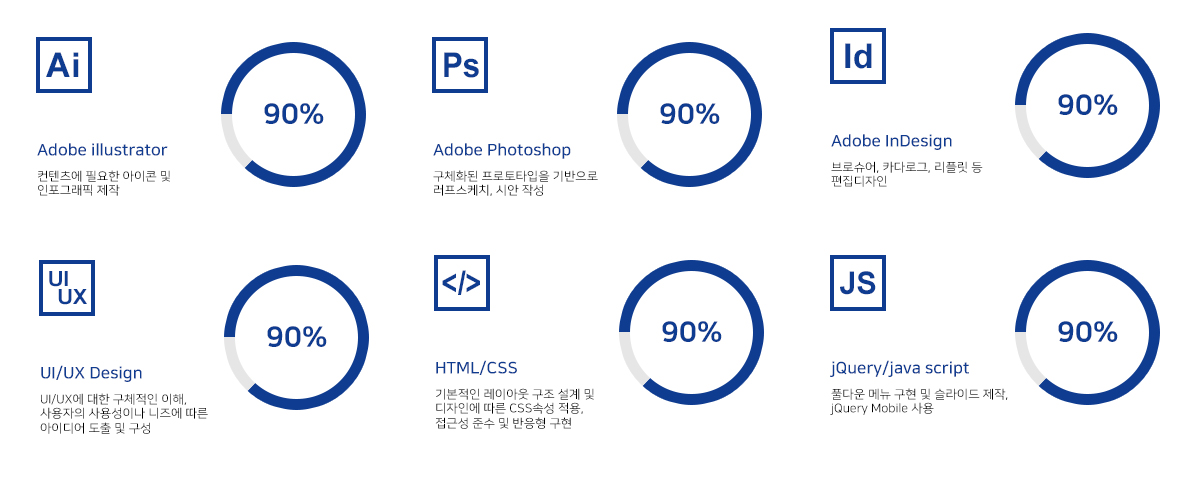 Ai
90%
Adobe illustrator
컨텐츠에 필요한 아이콘 및
인포그래픽 제작
Ps
90%
Adobe Photoshop
구체화된 프로토타입을 기반으로
러프스케치, 시안 작성
Id
90%
Adobe InDesign
브로슈어, 카다로그, 리플릿 등
편집디자인
UI
UX
90%
UI/UX Design
UI/UX에 대한 구체적인 이해,
사용자의 사용성이나 니즈에 따른
아이디어 도출 및 구성
</>
90%
HTML/CSS
기본적인 레이아웃 구조 설계 및
디자인에 따른 CSS속성 적용,
접근성 준수 및 반응형 구현
JS
90%
jQuery/java script
풀다운 메뉴 구현 및 슬라이드 제작,
jQuery Mobile 사용